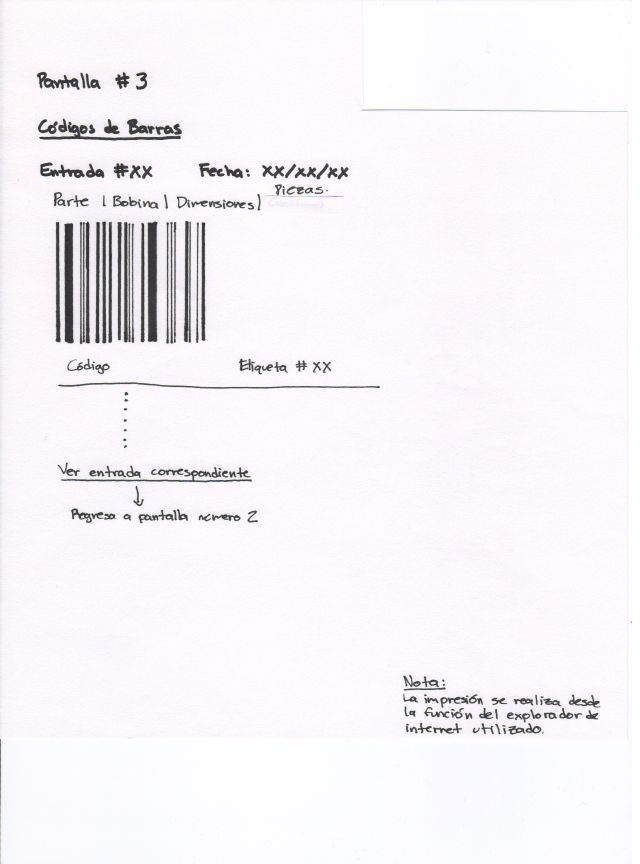 Pantalla # 3
Códigos de Barras
Entrada #XX Fecha: XX/XX/XX
Parte | Bobina | Dimensiones | Piezas.
Código Etiqueta # XX
Ver entrada correspondiente
Regresa a pantalla número 2
Nota:
La impresión se realiza desde
la función del explorador de
internet utilizado.